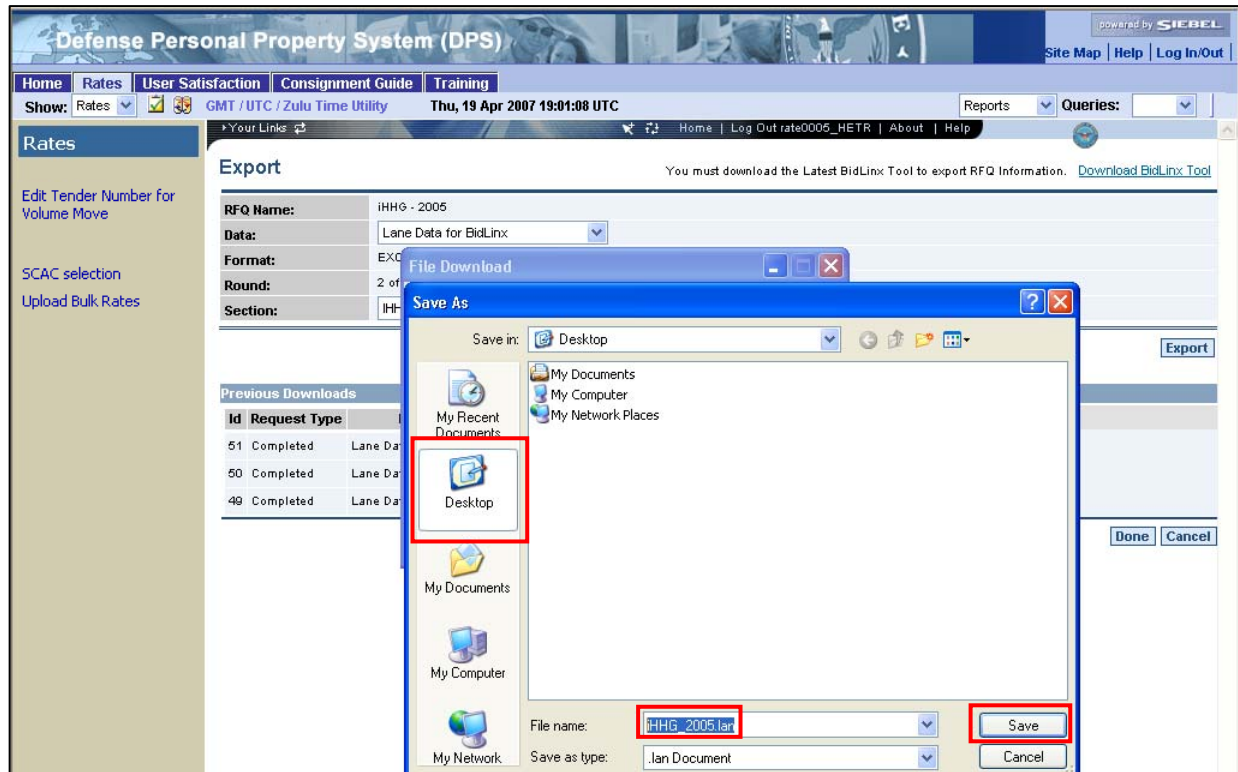 powered by SIEBEL
Defense Personal Property System (DPS)
Site Map | Help | Log In/Out |
Home Rates User Satisfaction Consignment Guide Training
Show: Rates GMT / UTC / Zulu Time Utility Thu, 19 Apr 2007 19:01:08 UTC Reports Queries:
Your Links Home | Log Out rate0005_HETR | About | Help
Rates
Export
You must download the Latest BidLinx Tool to export RFQ Information. Download BidLinx Tool
Edit Tender Number for
Volume Move
SCAC selection
Upload Bulk Rates
RFQ Name: iHHG - 2005
Data: Lane Data for BidLinx
Format: EXC
Round: 2 of
Section:
Export
Previous Downloads
Id Request Type
51 Completed Lane Da
50 Completed Lane Da
49 Completed Lane Da
Done Cancel
File Download
Save As
Save in: Desktop
My Recent
Documents
Desktop
My Documents
My Computer
My Network
My Documents
My Computer
My Network Places
File name: iHHG_2005.lan Save
Save as type: .lan Document Cancel